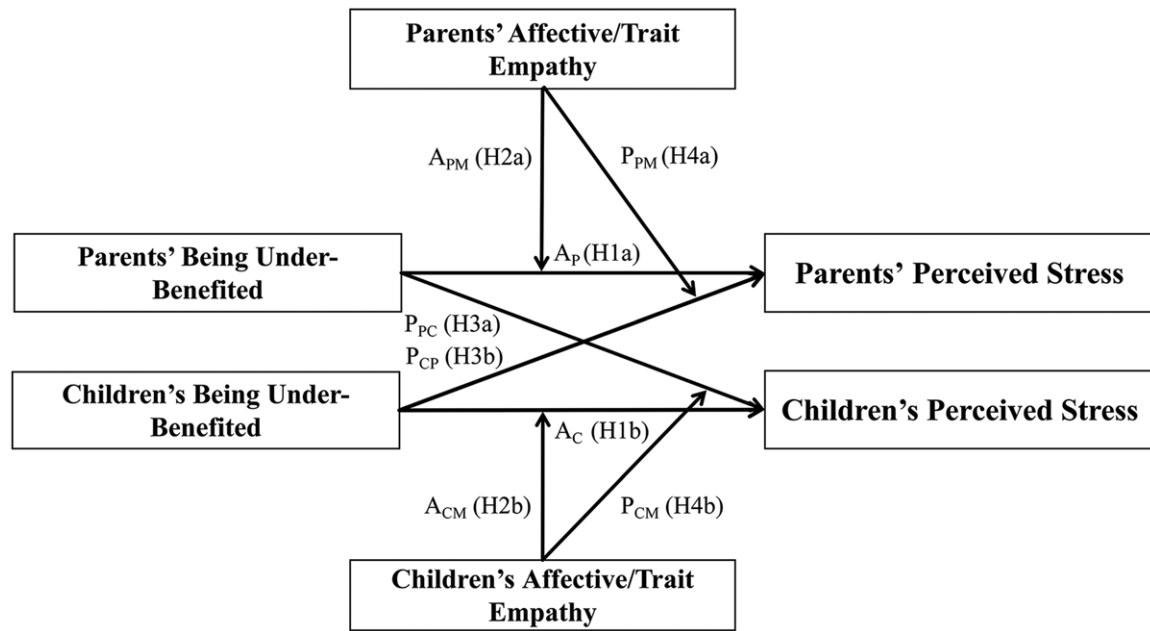 Parents’ Affective/Trait
Empathy
A_PM (H2a)
P_PM (H4a)
Parents’ Being Under-
Benefited
A_P (H1a)
Parents’ Perceived Stress
P_PC (H3a)
P_CP (H3b)
Children’s Being Under-
Benefited
Children’s Perceived Stress
A_C (H1b)
A_CM (H2b)
P_CM (H4b)
Children’s Affective/Trait
Empathy